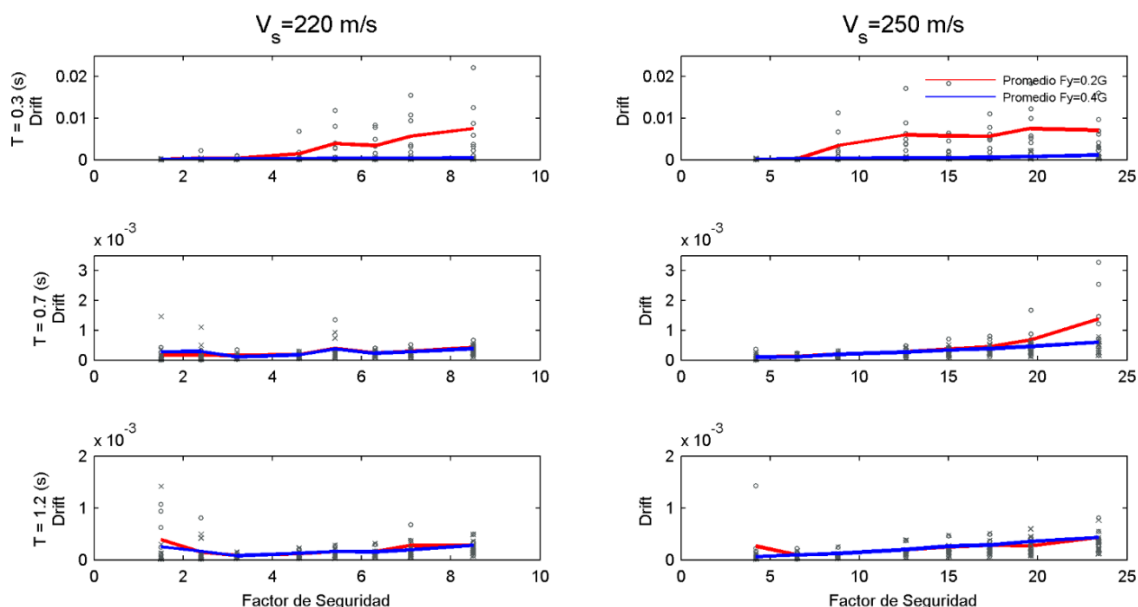 V_s=220 m/s
V_s=250 m/s
T = 0.3 (s)
Drift
0.02
0.01
0
0 2 4 6 8 10
0.02
0.01
0
Drift
Promedio Fy=0.2G
Promedio Fy=0.4G
0 5 10 15 20 25
T = 0.7 (s)
Drift
x 10^-3
3
2
1
0
0 2 4 6 8 10
Drift
x 10^-3
3
2
1
0
0 5 10 15 20 25
T = 1.2 (s)
Drift
x 10^-3
2
1
0
0 2 4 6 8 10
Factor de Seguridad
Drift
x 10^-3
2
1
0
0 5 10 15 20 25
Factor de Seguridad